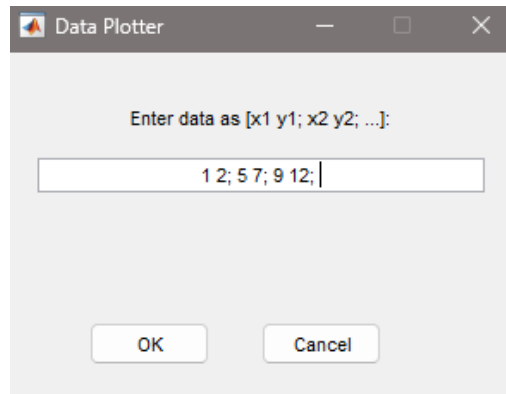 Data Plotter
Enter data as [x1 y1; x2 y2; ...]:
1 2; 5 7; 9 12;
OK
Cancel